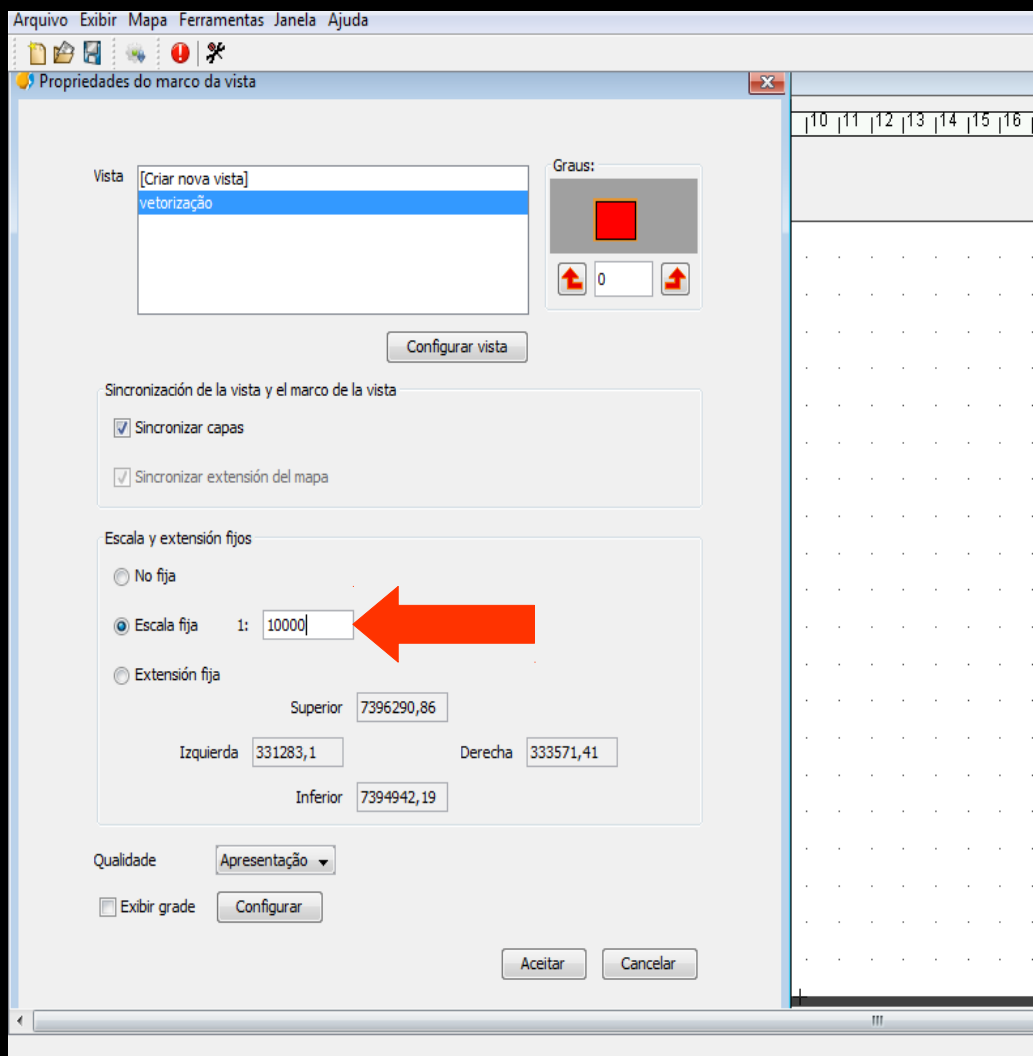 Arquivo Exibir Mapa Ferramentas Janela Ajuda
Propriedades do marco da vista
10 11 12 13 14 15 16
Vista
[Criar nova vista]
vetorização
Graus:
0
Configurar vista
Sincronización de la vista y el marco de la vista
Sincronizar capas
Sincronizar extensión del mapa
Escala y extensión fijos
No fija
Escala fija 1: 10000
Extensión fija
Superior 7396290,86
Izquierda 331283,1 Derecha 333571,41
Inferior 7394942,19
Qualidade Apresentação
Exibir grade Configurar
Aceitar Cancelar